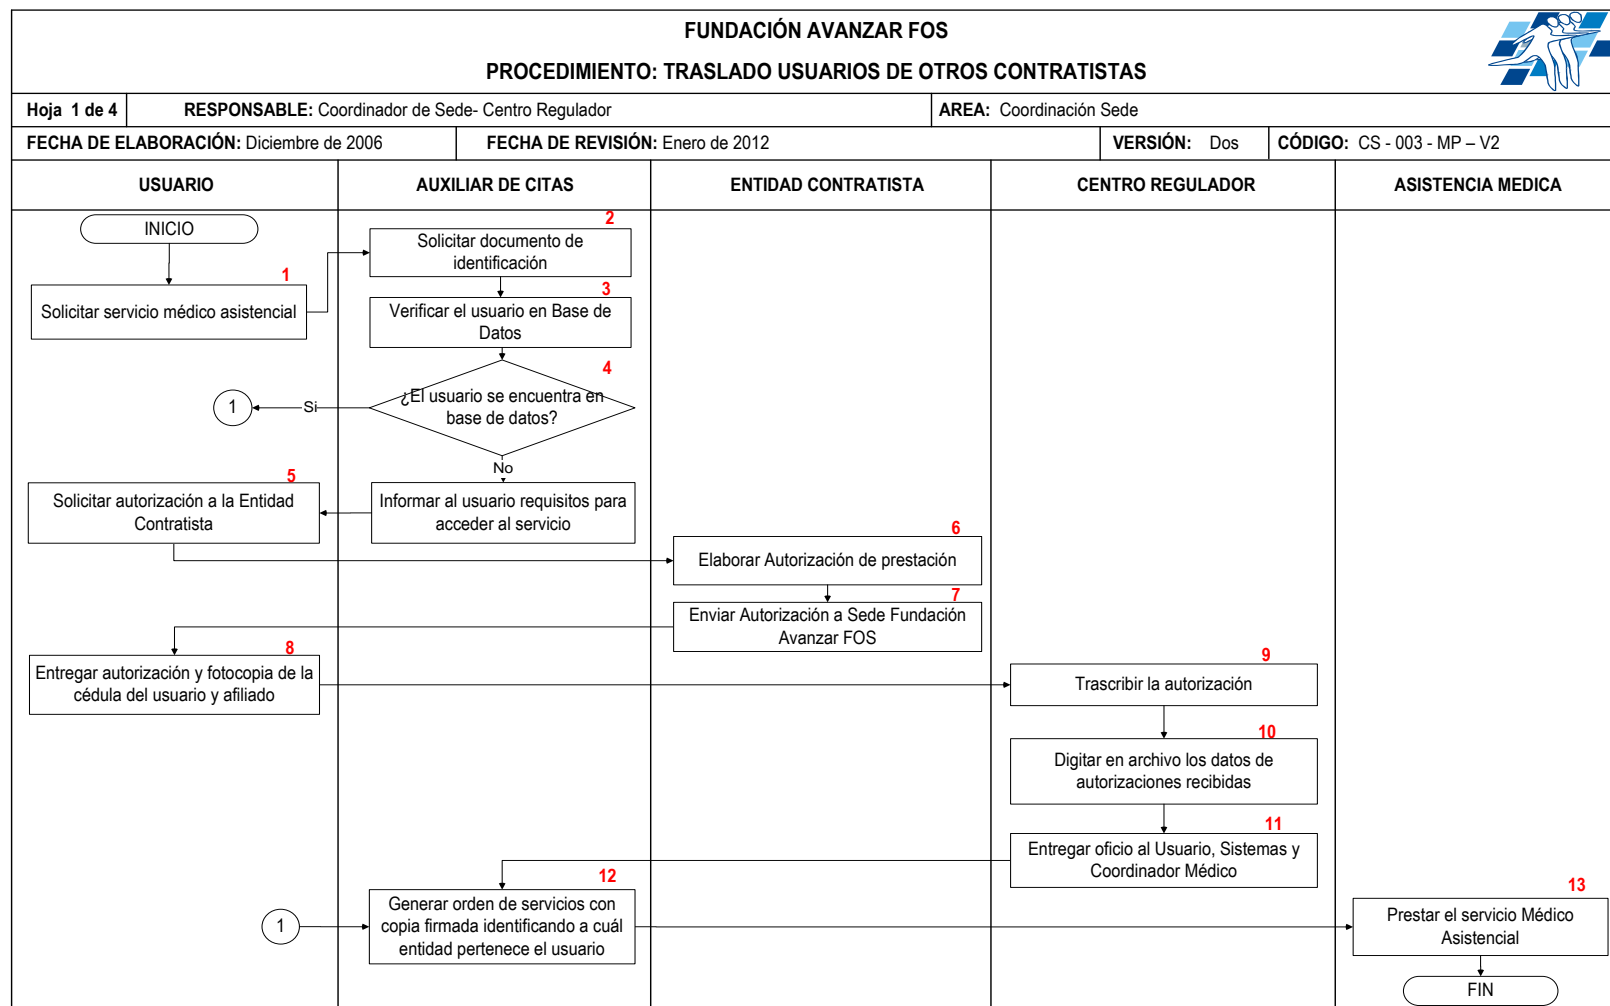 FUNDACIÓN AVANZAR FOS
PROCEDIMIENTO: TRASLADO USUARIOS DE OTROS CONTRATISTAS
Hoja 1 de 4
RESPONSABLE: Coordinador de Sede- Centro Regulador
AREA: Coordinación Sede
FECHA DE ELABORACIÓN: Diciembre de 2006
FECHA DE REVISIÓN: Enero de 2012
VERSIÓN: Dos
CÓDIGO: CS - 003 - MP – V2
USUARIO
AUXILIAR DE CITAS
ENTIDAD CONTRATISTA
CENTRO REGULADOR
ASISTENCIA MEDICA
INICIO
1
Solicitar servicio médico asistencial
2
Solicitar documento de
identificación
3
Verificar el usuario en Base de
Datos
4
¿El usuario se encuentra en
base de datos?
Si
1
No
Informar al usuario requisitos para
acceder al servicio
5
Solicitar autorización a la Entidad
Contratista
6
Elaborar Autorización de prestación
7
Enviar Autorización a Sede Fundación
Avanzar FOS
8
Entregar autorización y fotocopia de la
cédula del usuario y afiliado
9
Trascribir la autorización
10
Digitar en archivo los datos de
autorizaciones recibidas
11
Entregar oficio al Usuario, Sistemas y
Coordinador Médico
12
1
Generar orden de servicios con
copia firmada identificando a cuál
entidad pertenece el usuario
13
Prestar el servicio Médico
Asistencial
FIN